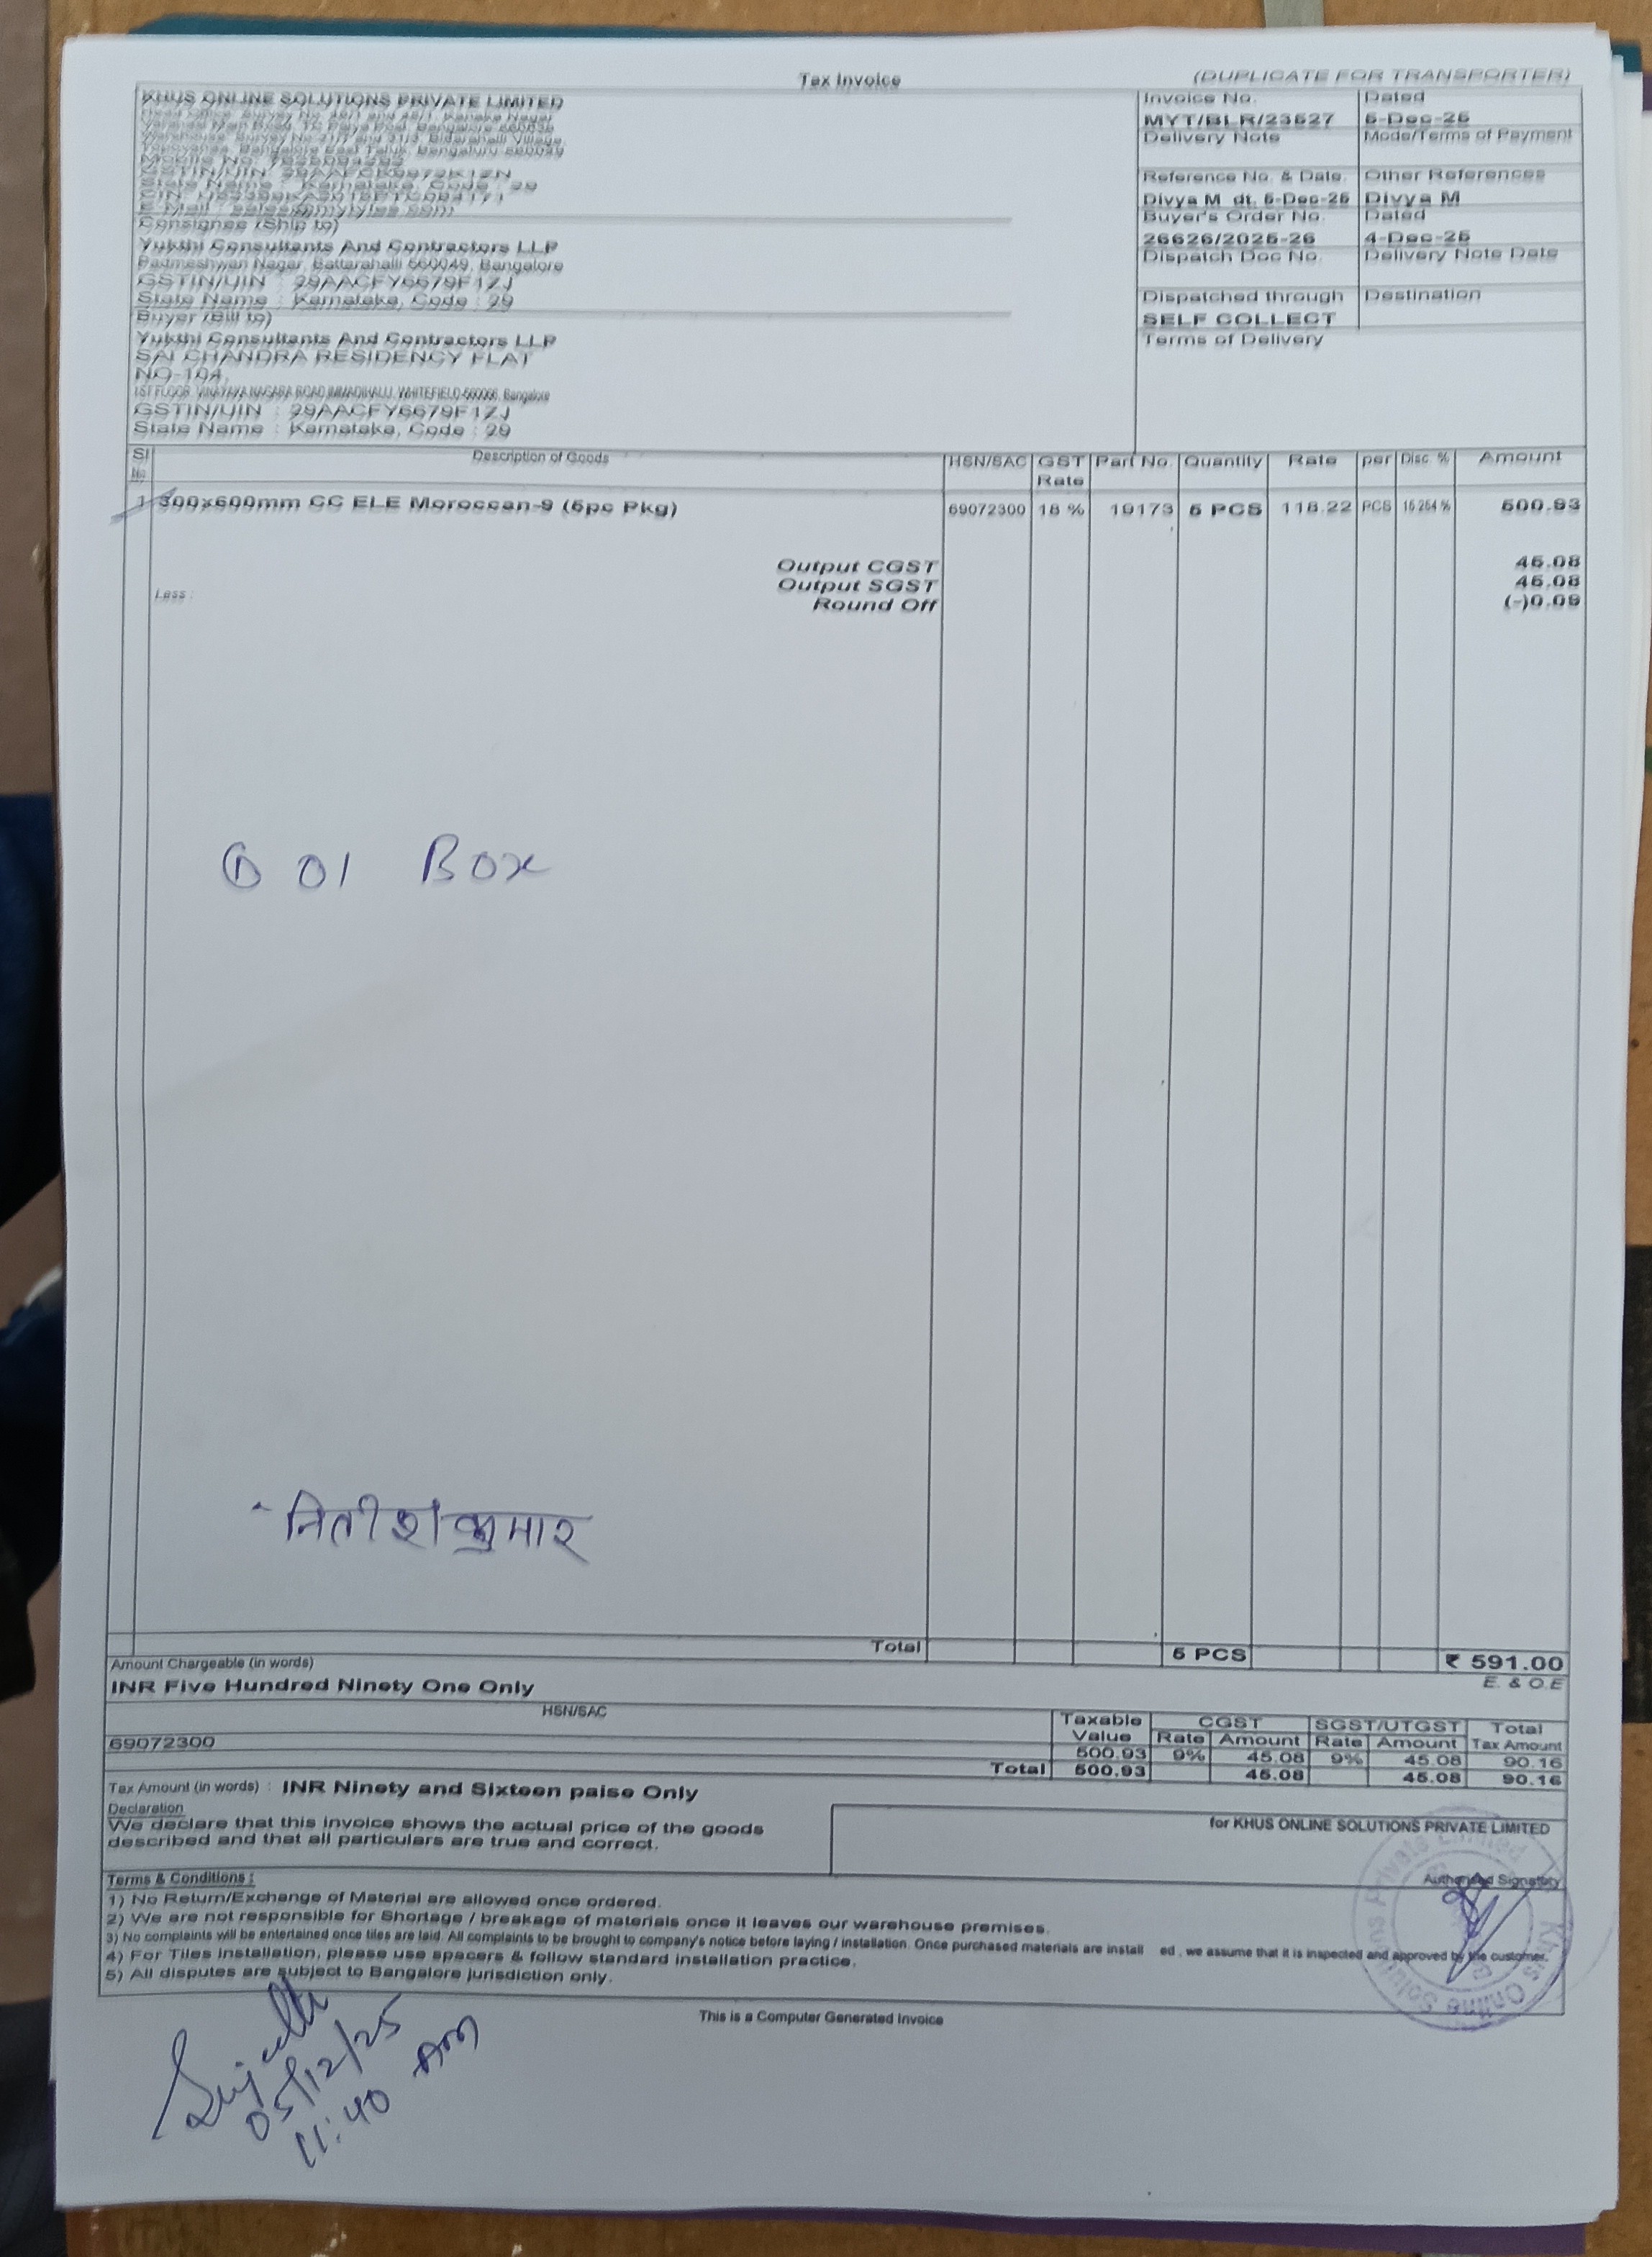 Tax Invoice
(DUPLICATE FOR TRANSPORTER)
KHUS ONLINE SOLUTIONS PRIVATE LIMITED
State Name : Karnataka, Code : 29
Consignee (Ship to)
Yukthi Consultants And Contractors LLP
Padmeshwari Nagar, Battarahalli 560049, Bangalore
GSTIN/UIN : 29AACFY6679F1ZJ
State Name : Karnataka, Code : 29
Buyer (Bill to)
Yukthi Consultants And Contractors LLP
SAI CHANDRA RESIDENCY FLAT
NO-104,
1ST FLOOR, VINAYAKA NAGARA ROAD IMMADIHALLI, WHITEFIELD-560066, Bangalore
GSTIN/UIN : 29AACFY6679F1ZJ
State Name : Karnataka, Code : 29
Invoice No. Dated
MYT/BLR/23527 5-Dec-25
Delivery Note Mode/Terms of Payment
Reference No. & Date. Other References
Divya M dt. 5-Dec-25 Divya M
Buyer's Order No. Dated
26626/2025-26 4-Dec-25
Dispatch Doc No. Delivery Note Date
Dispatched through Destination
SELF COLLECT
Terms of Delivery
Sl No. Description of Goods HSN/SAC GST Rate Part No. Quantity Rate per Disc. % Amount
1 300x600mm CC ELE Moroccan-9 (5pc Pkg) 69072300 18 % 19173 5 PCS 118.22 PCS 15.254 % 500.93
Output CGST 45.08
Output SGST 45.08
Less : Round Off (-)0.09
01 Box
नितीश कुमार
Total 5 PCS ₹ 591.00
Amount Chargeable (in words) E. & O.E
INR Five Hundred Ninety One Only
HSN/SAC Taxable Value CGST SGST/UTGST Total
Rate Amount Rate Amount Tax Amount
69072300 500.93 9% 45.08 9% 45.08 90.16
Total 500.93 45.08 45.08 90.16
Tax Amount (in words) : INR Ninety and Sixteen paise Only
Declaration
We declare that this invoice shows the actual price of the goods
described and that all particulars are true and correct.
for KHUS ONLINE SOLUTIONS PRIVATE LIMITED
Authorised Signatory
Terms & Conditions :
1) No Return/Exchange of Material are allowed once ordered.
2) We are not responsible for Shortage / breakage of materials once it leaves our warehouse premises.
3) No complaints will be entertained once tiles are laid. All complaints to be brought to company's notice before laying / installation. Once purchased materials are install ed , we assume that it is inspected and approved by the customer.
4) For Tiles installation, please use spacers & follow standard installation practice.
5) All disputes are subject to Bangalore jurisdiction only.
This is a Computer Generated Invoice
05/12/25
11:40 Am